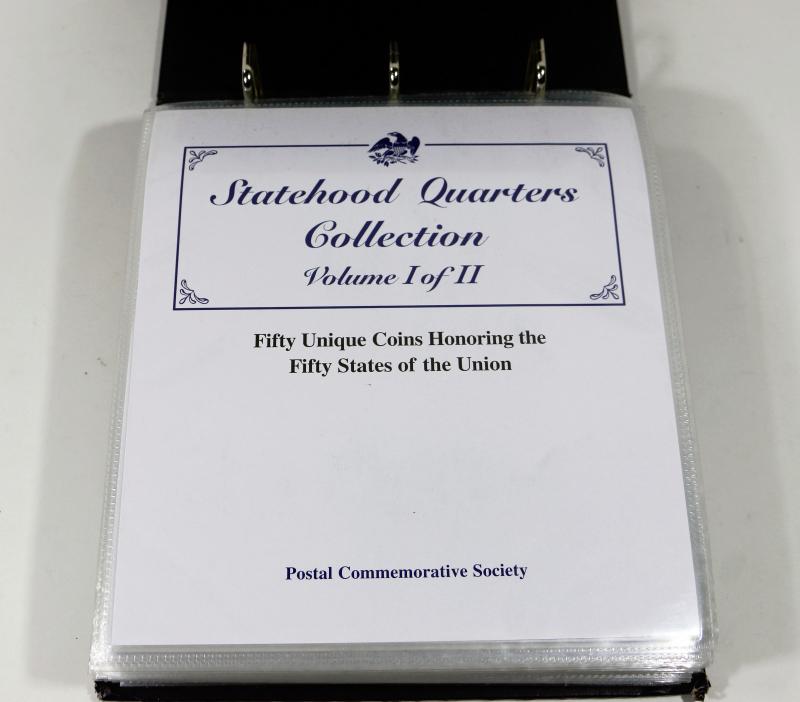 Statehood Quarters
Collection
Volume I of II
Fifty Unique Coins Honoring the
Fifty States of the Union
Postal Commemorative Society